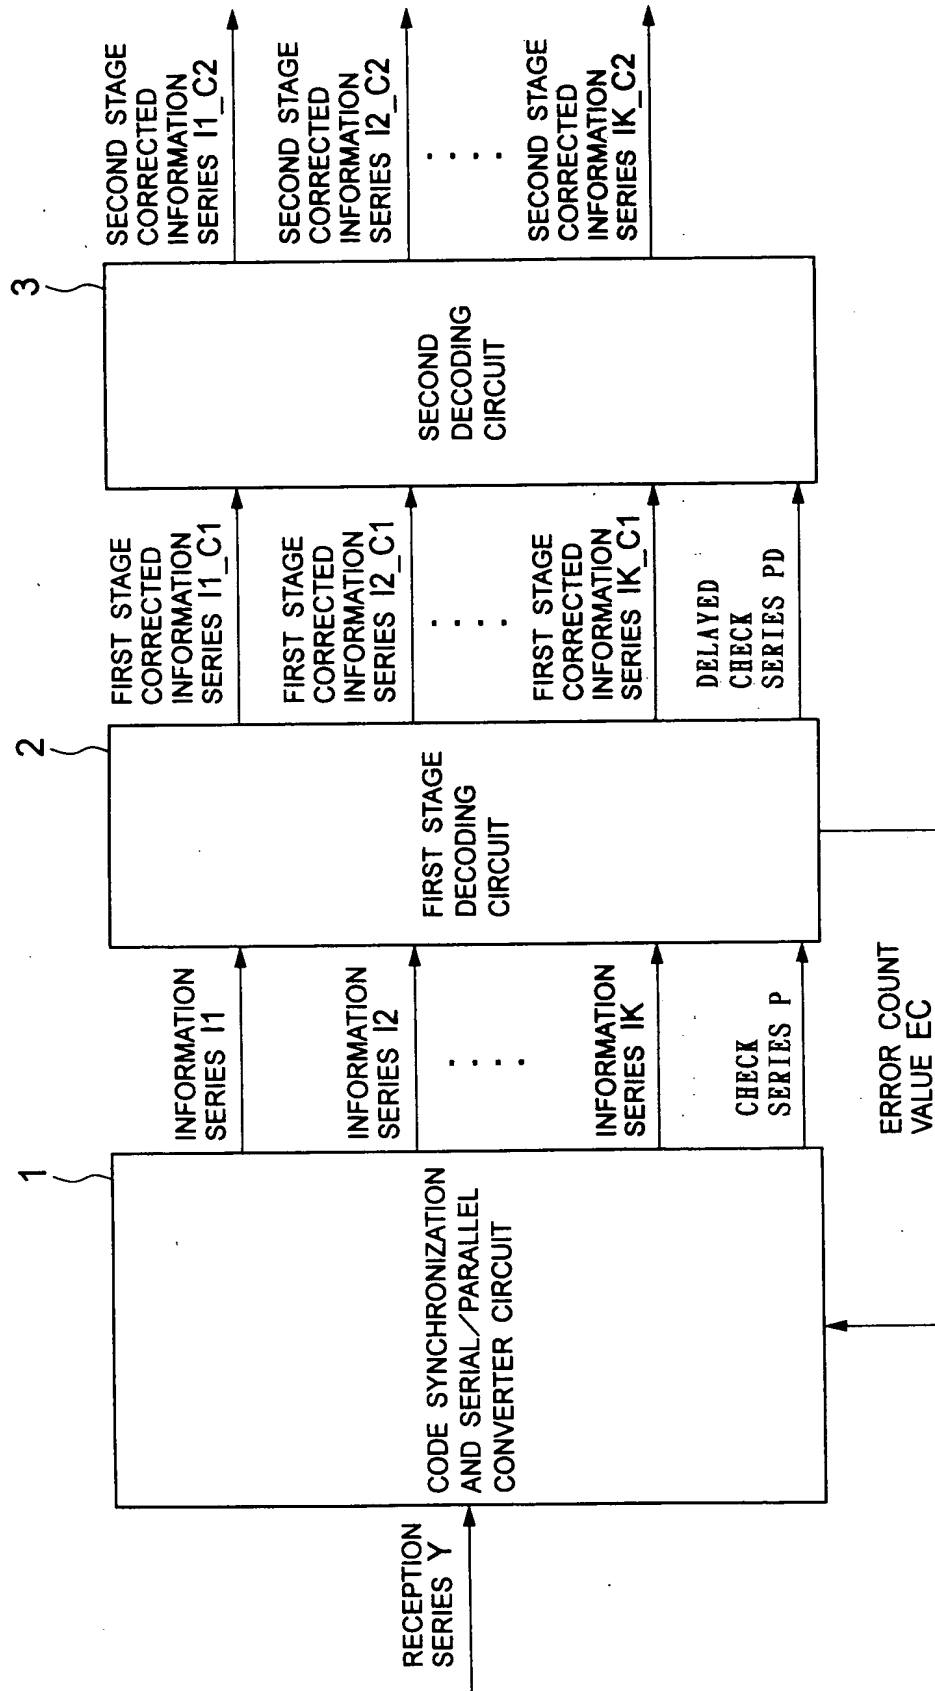 RECEPTION
SERIES Y
1
CODE SYNCHRONIZATION
AND SERIAL/PARALLEL
CONVERTER CIRCUIT
INFORMATION
SERIES I1
INFORMATION
SERIES I2
. . . .
INFORMATION
SERIES IK
CHECK
SERIES P
ERROR COUNT
VALUE EC
2
FIRST STAGE
DECODING
CIRCUIT
FIRST STAGE
CORRECTED
INFORMATION
SERIES I1_C1
FIRST STAGE
CORRECTED
INFORMATION
SERIES I2_C1
. . . .
FIRST STAGE
CORRECTED
INFORMATION
SERIES IK_C1
DELAYED
CHECK
SERIES PD
3
SECOND
DECODING
CIRCUIT
SECOND STAGE
CORRECTED
INFORMATION
SERIES I1_C2
SECOND STAGE
CORRECTED
INFORMATION
SERIES I2_C2
. . . .
SECOND STAGE
CORRECTED
INFORMATION
SERIES IK_C2